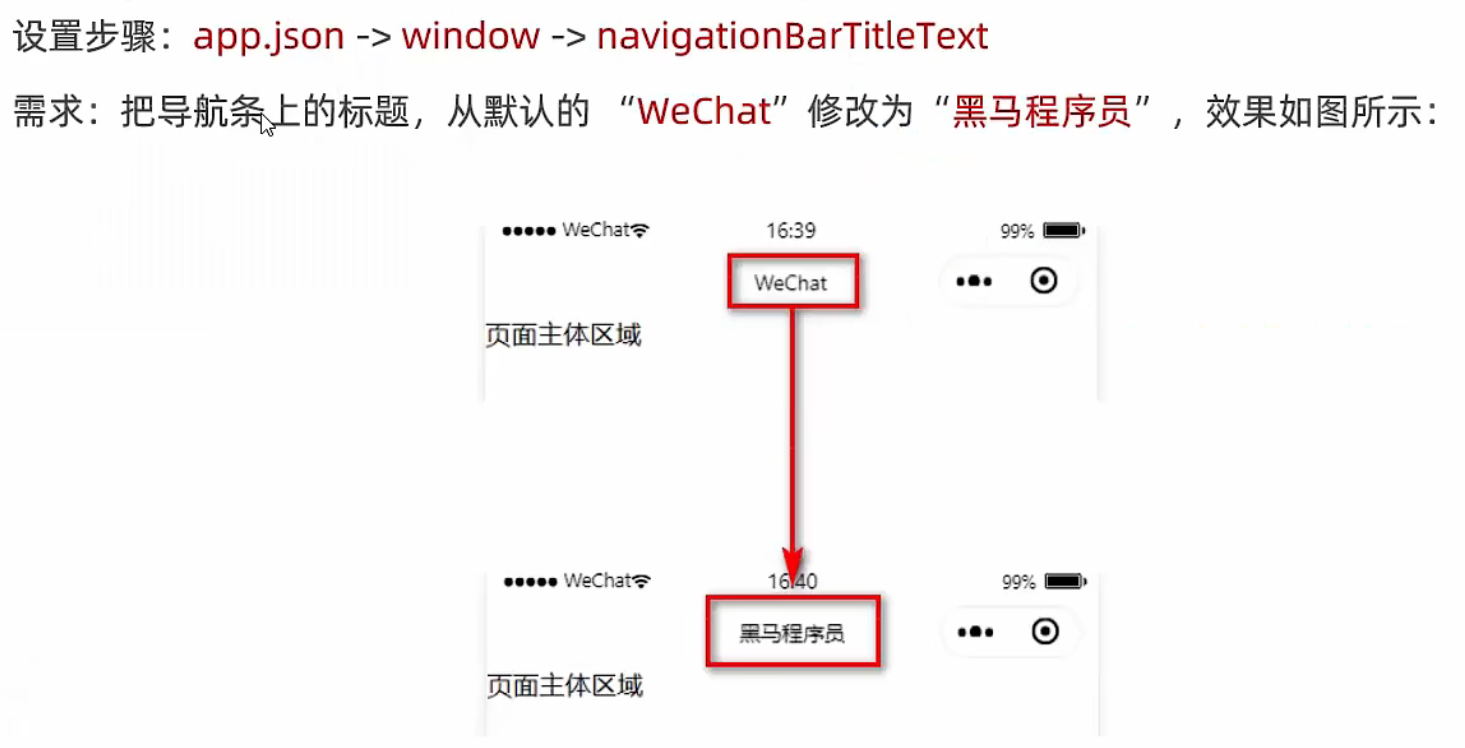 设置步骤：app.json -> window -> navigationBarTitleText
需求：把导航条上的标题，从默认的 “WeChat”修改为“黑马程序员”，效果如图所示：
WeChat 16:39 99%
WeChat
页面主体区域
WeChat 16:40 99%
黑马程序员
页面主体区域